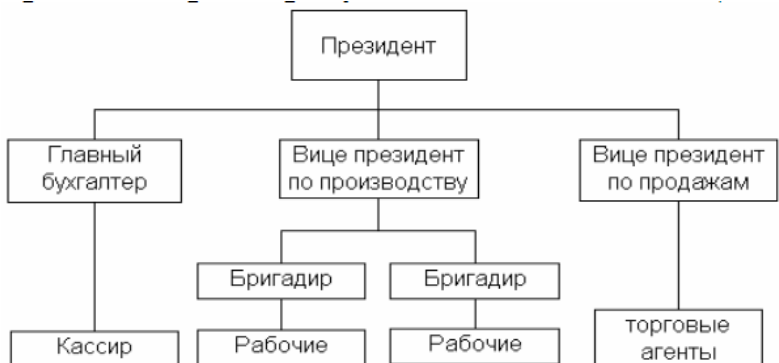 Президент
Главный
бухгалтер
Вице президент
по производству
Вице президент
по продажам
Бригадир
Бригадир
Кассир
Рабочие
Рабочие
торговые
агенты